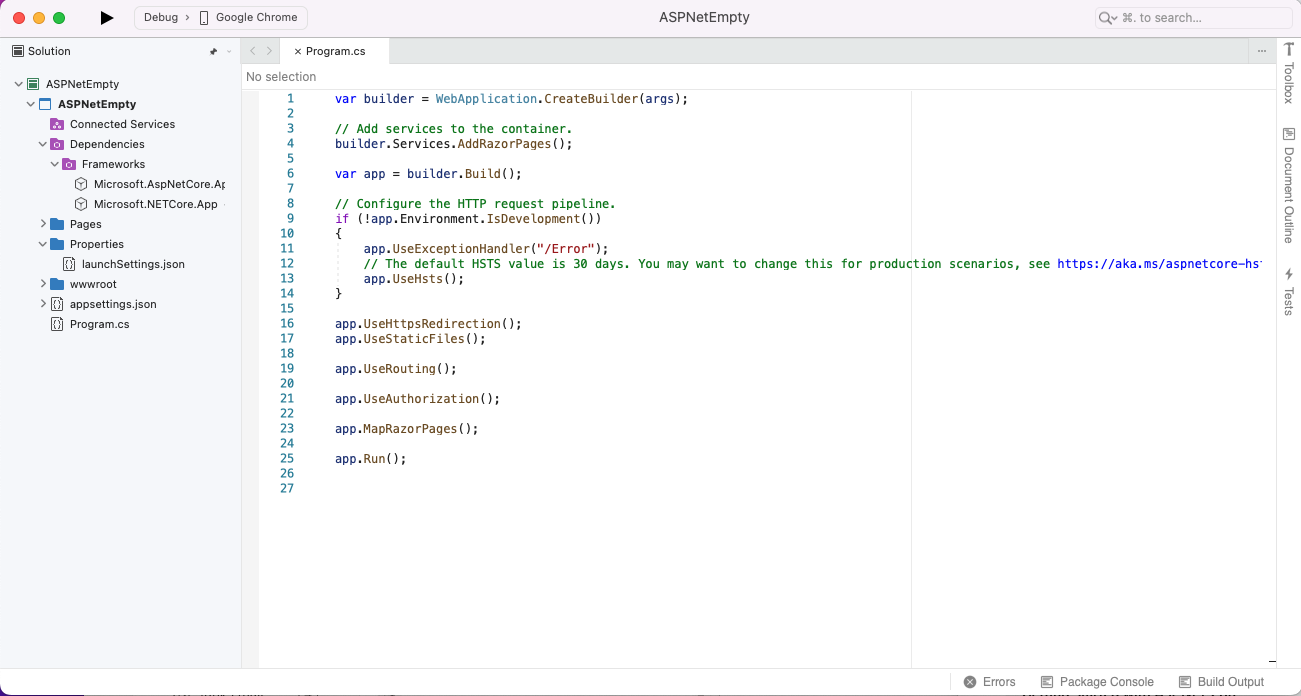 Debug › Google Chrome
ASPNetEmpty
⌘. to search...
Solution
Program.cs
No selection
ASPNetEmpty
ASPNetEmpty
Connected Services
Dependencies
Frameworks
Microsoft.AspNetCore.Ap
Microsoft.NETCore.App
Pages
Properties
launchSettings.json
wwwroot
appsettings.json
Program.cs
1 var builder = WebApplication.CreateBuilder(args);
2
3 // Add services to the container.
4 builder.Services.AddRazorPages();
5
6 var app = builder.Build();
7
8 // Configure the HTTP request pipeline.
9 if (!app.Environment.IsDevelopment())
10 {
11 app.UseExceptionHandler("/Error");
12 // The default HSTS value is 30 days. You may want to change this for production scenarios, see https://aka.ms/aspnetcore-hs
13 app.UseHsts();
14 }
15
16 app.UseHttpsRedirection();
17 app.UseStaticFiles();
18
19 app.UseRouting();
20
21 app.UseAuthorization();
22
23 app.MapRazorPages();
24
25 app.Run();
26
27
Toolbox
Document Outline
Tests
Errors
Package Console
Build Output